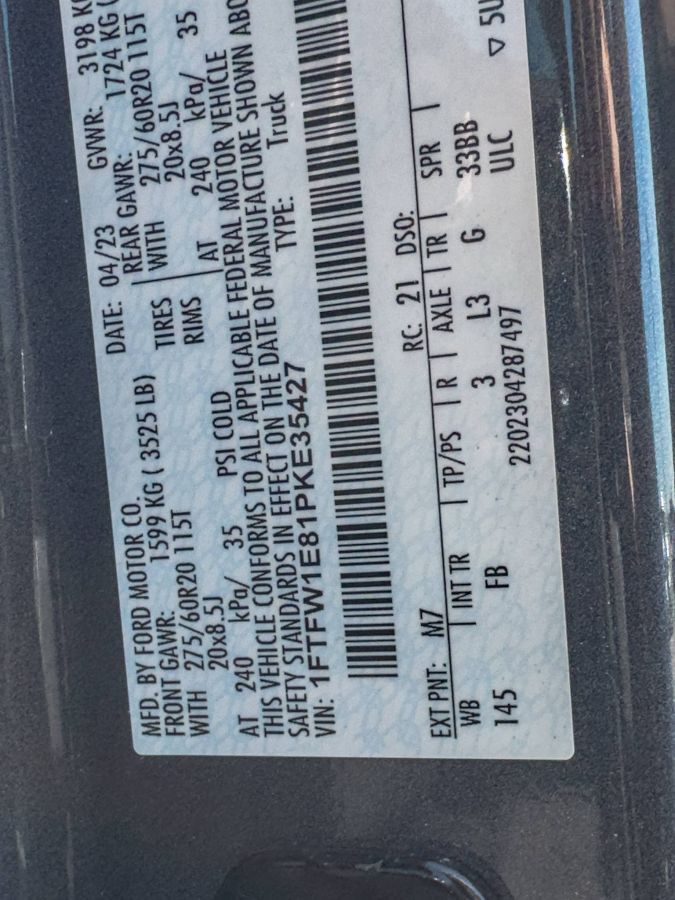 MFD. BY FORD MOTOR CO. DATE: 04/23 GVWR: 3198 K
FRONT GAWR: 1599 KG ( 3525 LB) REAR GAWR: 1724 KG (
WITH 275/60R20 115T TIRES WITH 275/60R20 115T
20x8.5J RIMS 20x8.5J
AT 240 kPa/ 35 PSI COLD AT 240 kPa/ 35
THIS VEHICLE CONFORMS TO ALL APPLICABLE FEDERAL MOTOR VEHICLE
SAFETY STANDARDS IN EFFECT ON THE DATE OF MANUFACTURE SHOWN ABO
VIN: 1FTFW1E81PKE35427 TYPE: Truck
EXT PNT: M7 RC: 21 DSO:
WB | INT TR | TP/PS | R | AXLE | TR | SPR |
145 FB 3 L3 G 33BB
2202304287497 ULC ▽ 5U